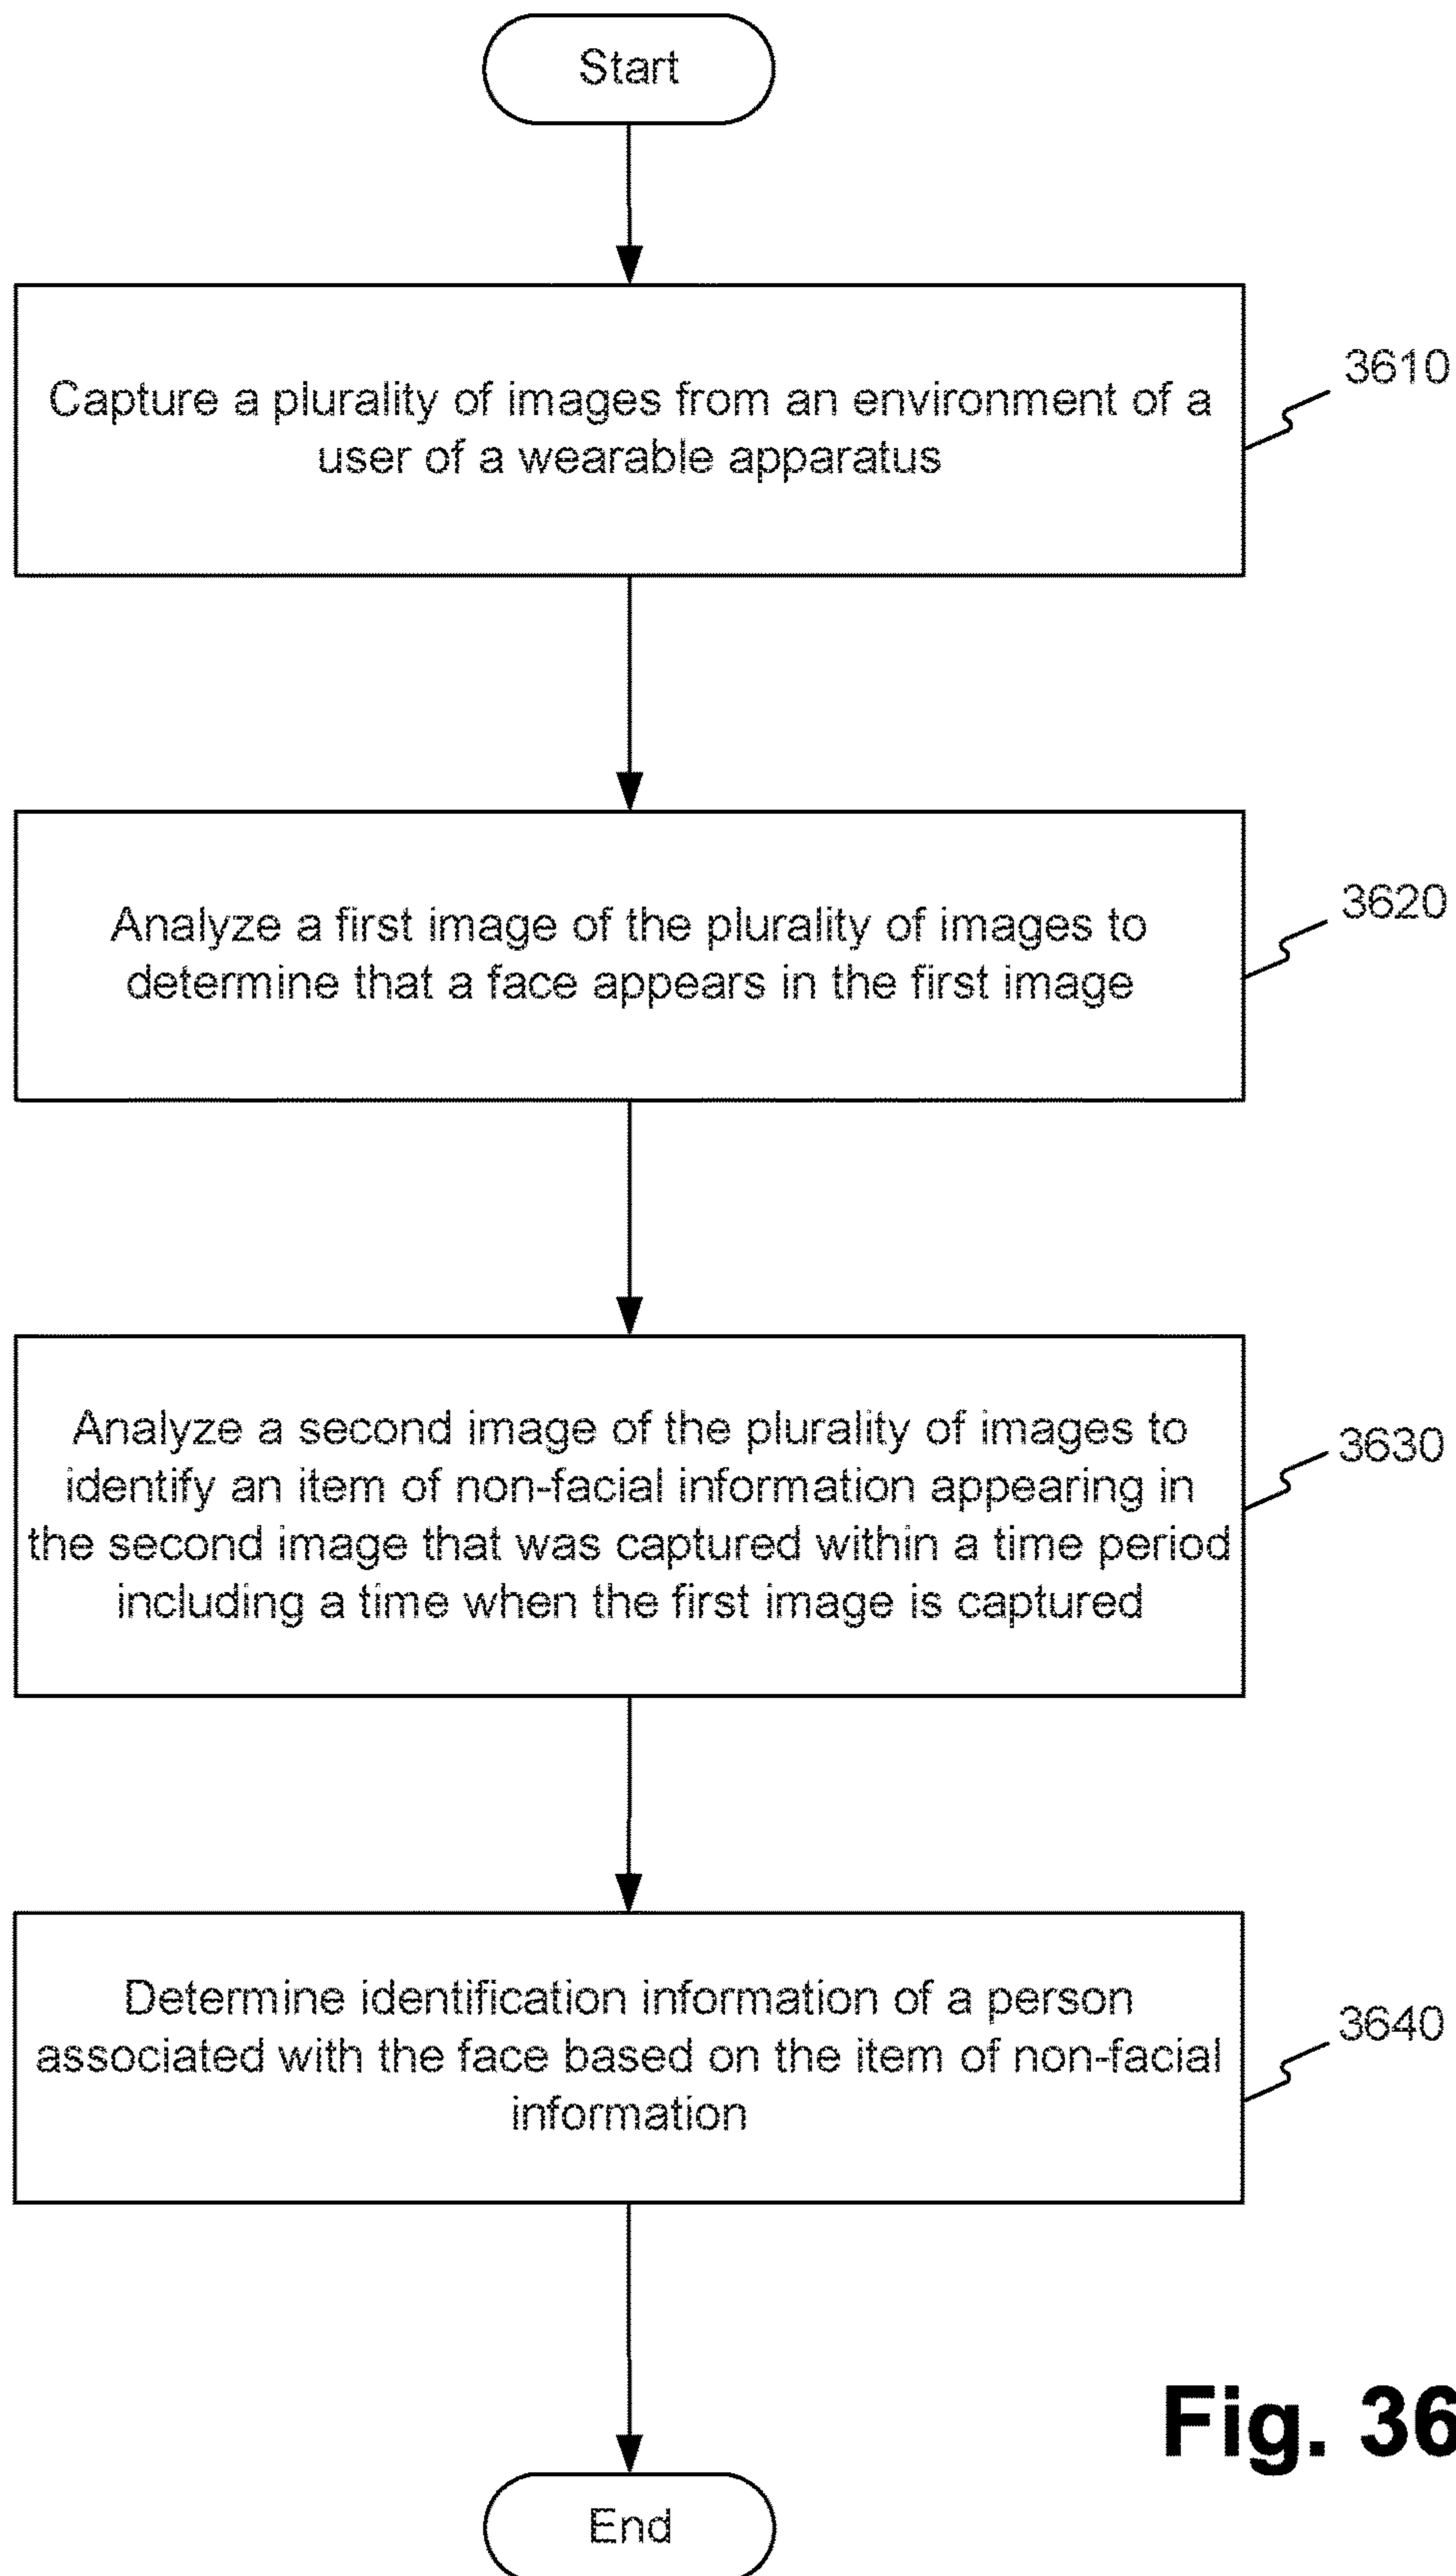 Start
Capture a plurality of images from an environment of a
user of a wearable apparatus
3610
Analyze a first image of the plurality of images to
determine that a face appears in the first image
3620
Analyze a second image of the plurality of images to
identify an item of non-facial information appearing in
the second image that was captured within a time period
including a time when the first image is captured
3630
Determine identification information of a person
associated with the face based on the item of non-facial
information
3640
Fig. 36
End